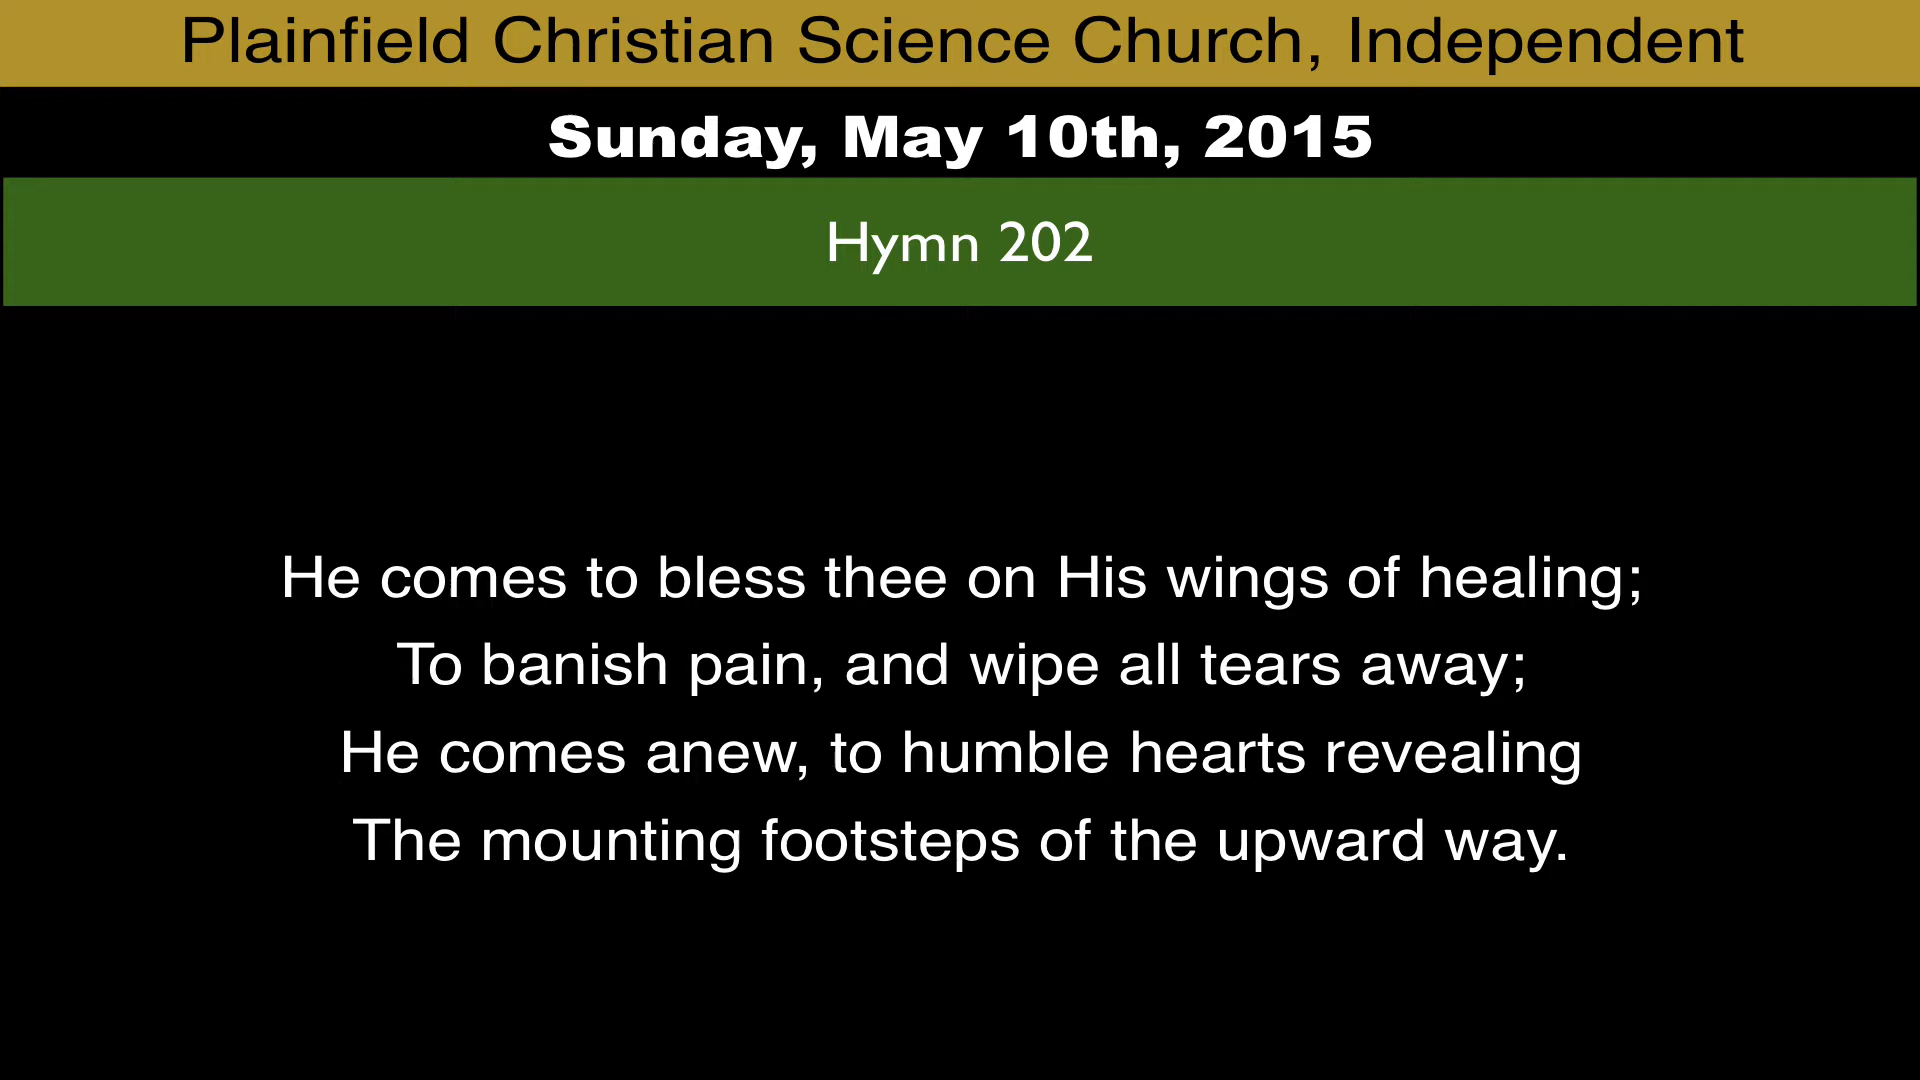 Plainfield Christian Science Church, Independent
Sunday, May 10th, 2015
Hymn 202
He comes to bless thee on His wings of healing;
To banish pain, and wipe all tears away;
He comes anew, to humble hearts revealing
The mounting footsteps of the upward way.